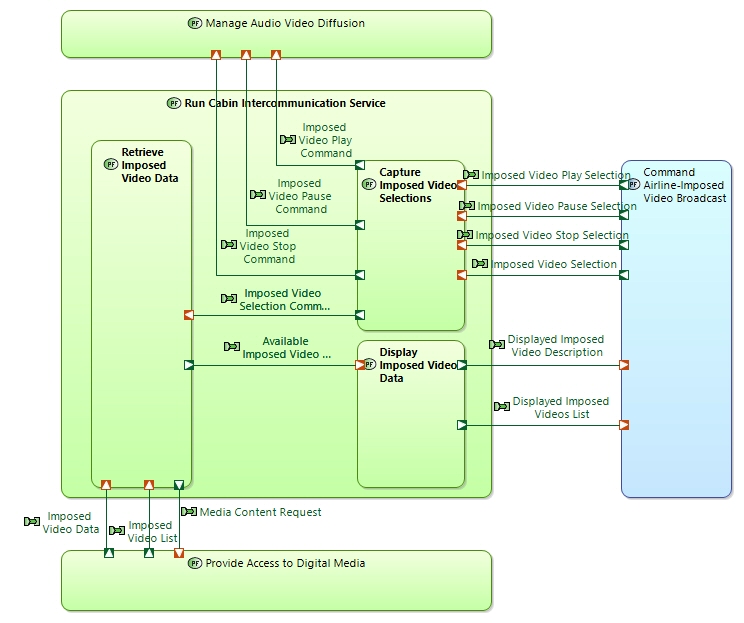 PF Manage Audio Video Diffusion
PF Run Cabin Intercommunication Service
Imposed
Video Play
Command
PF Retrieve
Imposed
Video Data
PF Capture
Imposed Video
Selections
Imposed Video Play Selection
PF Command
Airline-Imposed
Video Broadcast
Imposed
Video Pause
Command
Imposed Video Pause Selection
Imposed
Video Stop
Command
Imposed Video Stop Selection
Imposed Video Selection
Imposed Video
Selection Comm...
Available
Imposed Video ...
PF Display
Imposed Video
Data
Displayed Imposed
Video Description
Displayed Imposed
Videos List
Imposed
Video Data
Imposed
Video List
Media Content Request
PF Provide Access to Digital Media